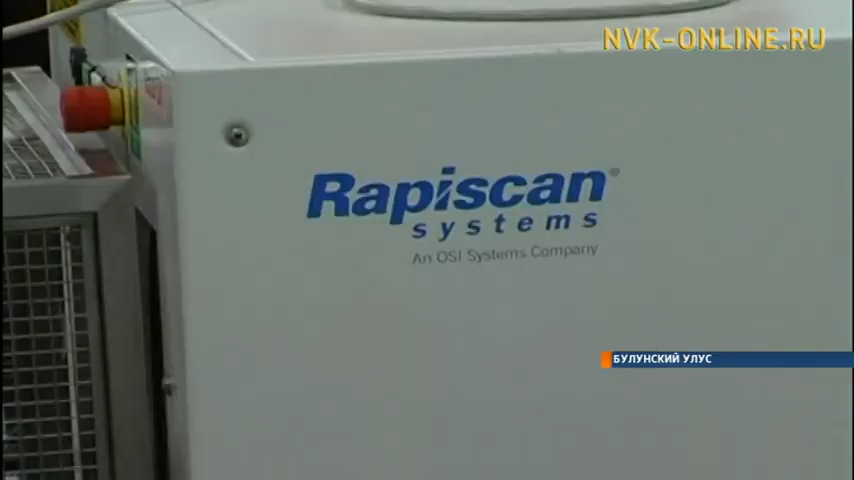 NVK-ONLINE.RU
Rapiscan®
systems
An OSI Systems Company
БУЛУНСКИЙ УЛУС